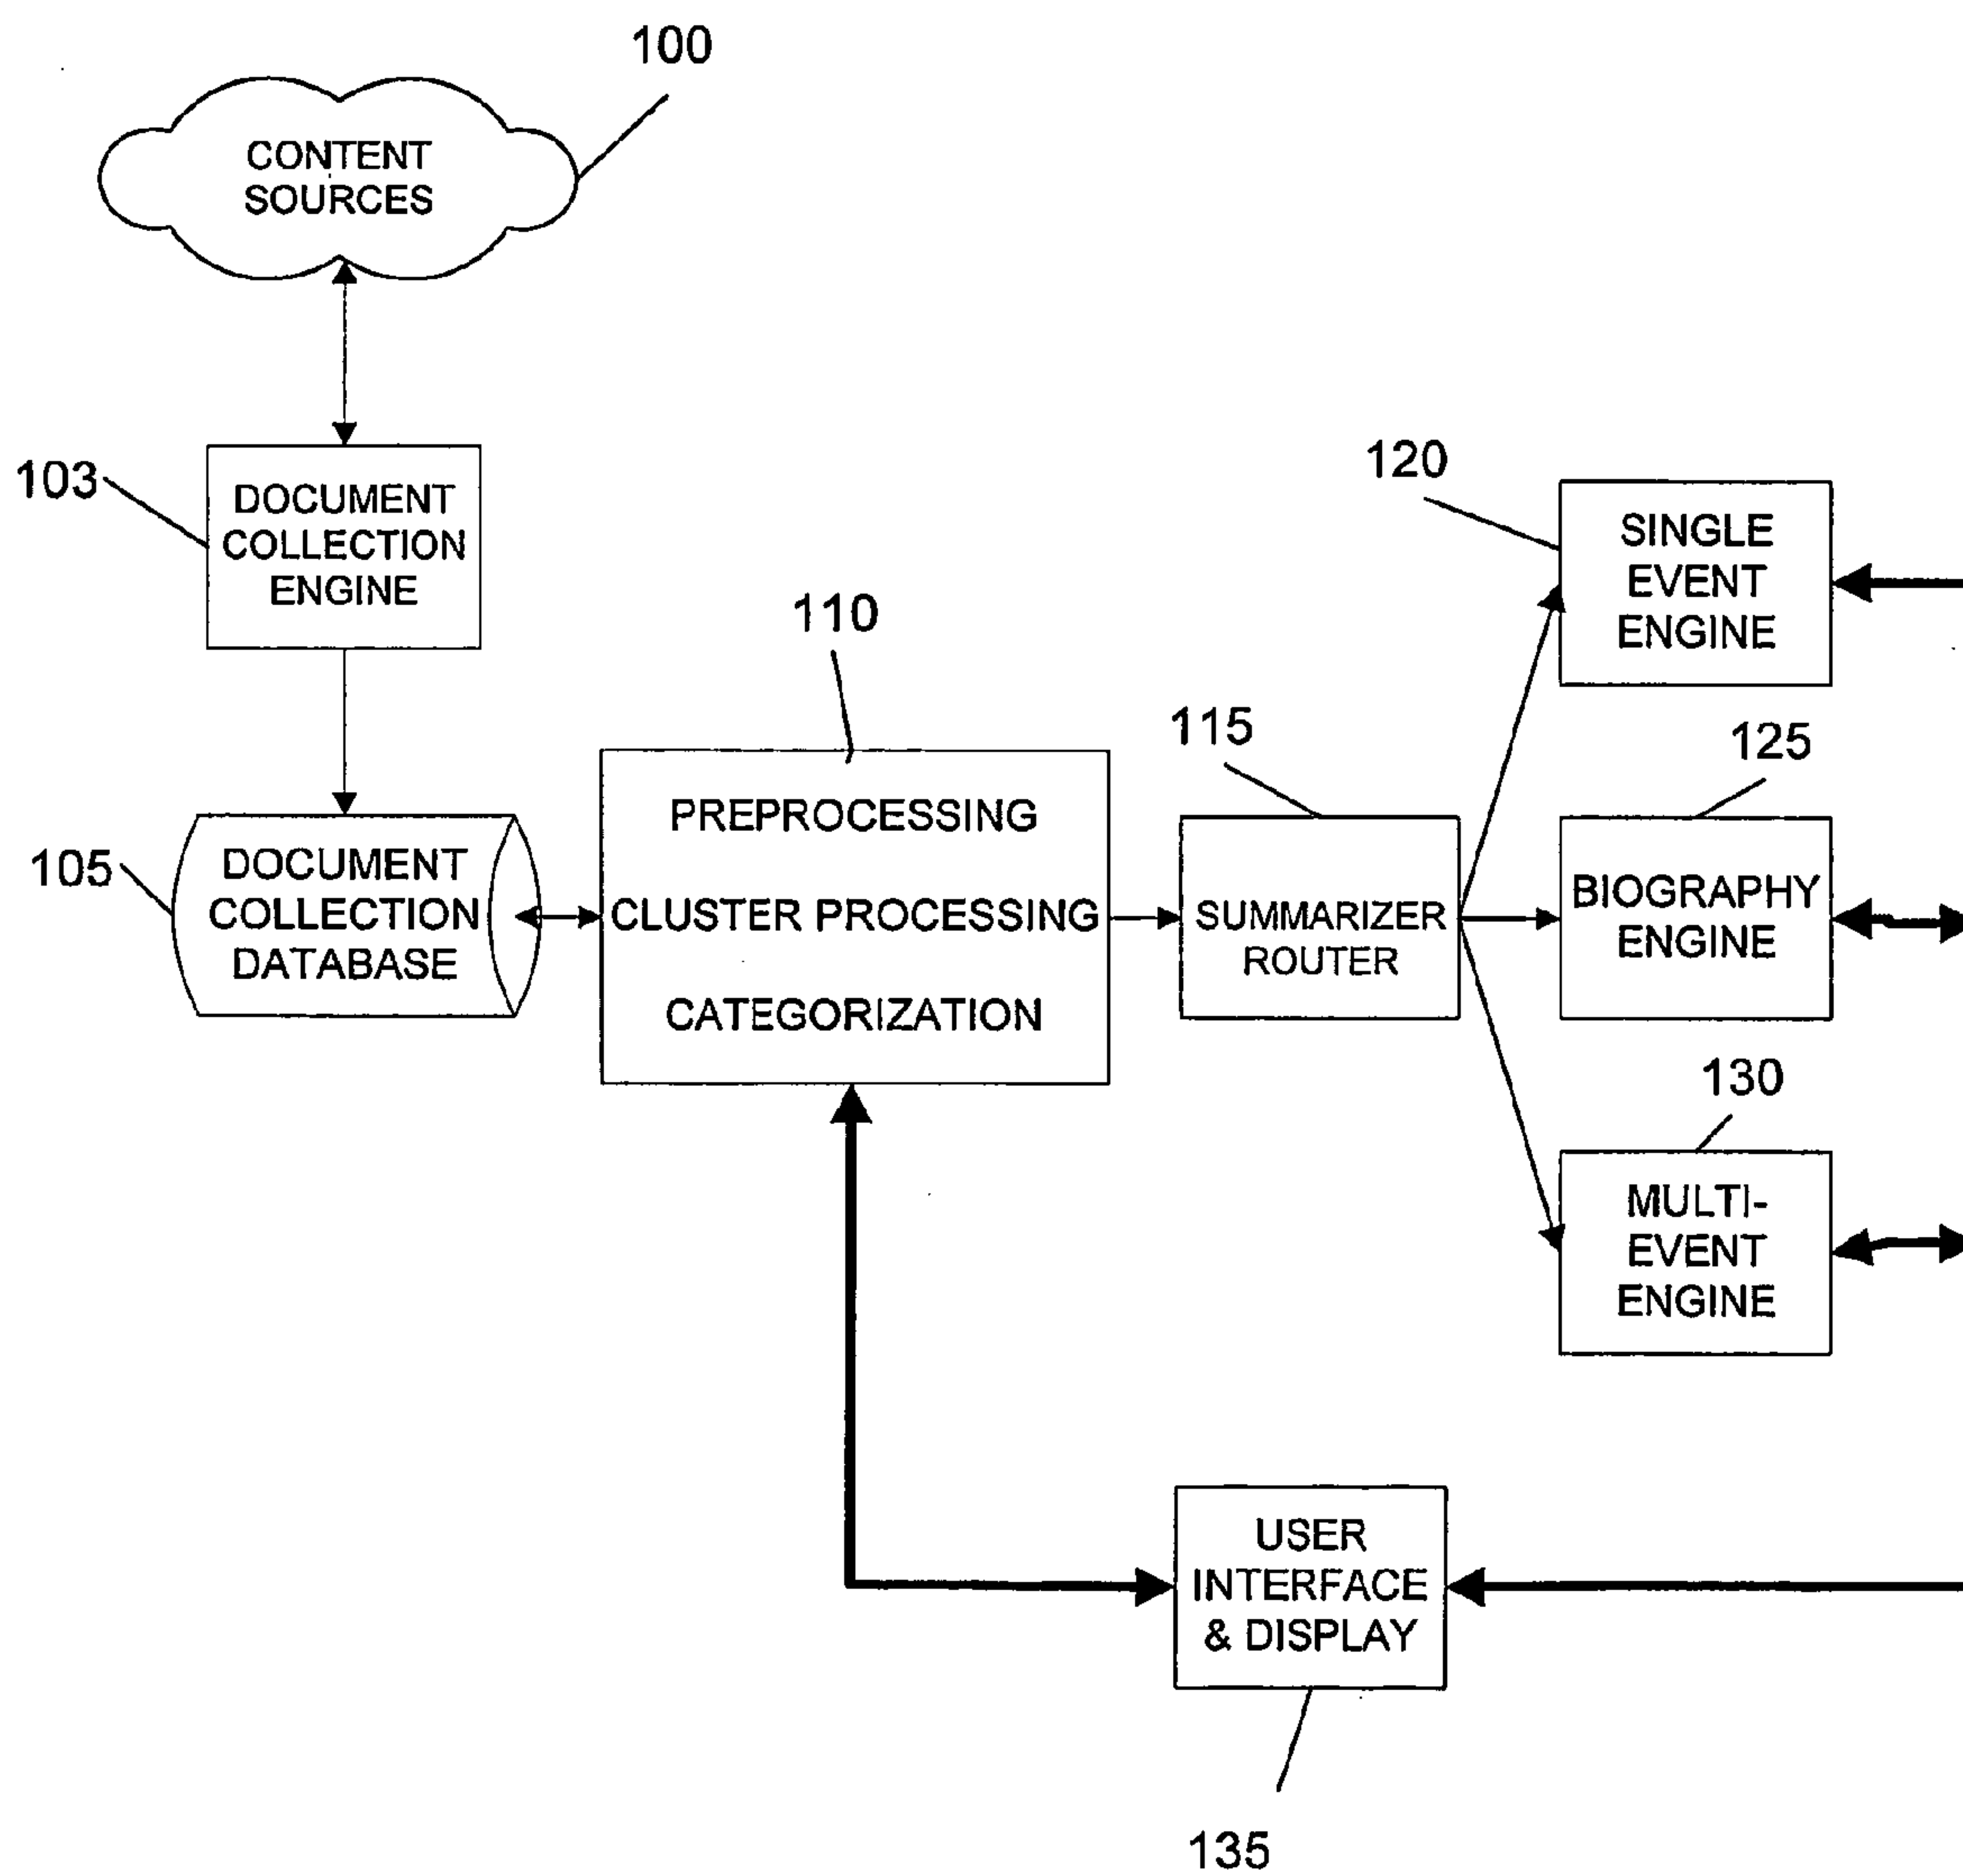 100
CONTENT
SOURCES
103
DOCUMENT
COLLECTION
ENGINE
120
SINGLE
EVENT
ENGINE
110
115
125
105
DOCUMENT
COLLECTION
DATABASE
PREPROCESSING
CLUSTER PROCESSING
CATEGORIZATION
SUMMARIZER
ROUTER
BIOGRAPHY
ENGINE
130
MULTI-
EVENT
ENGINE
USER
INTERFACE
& DISPLAY
135